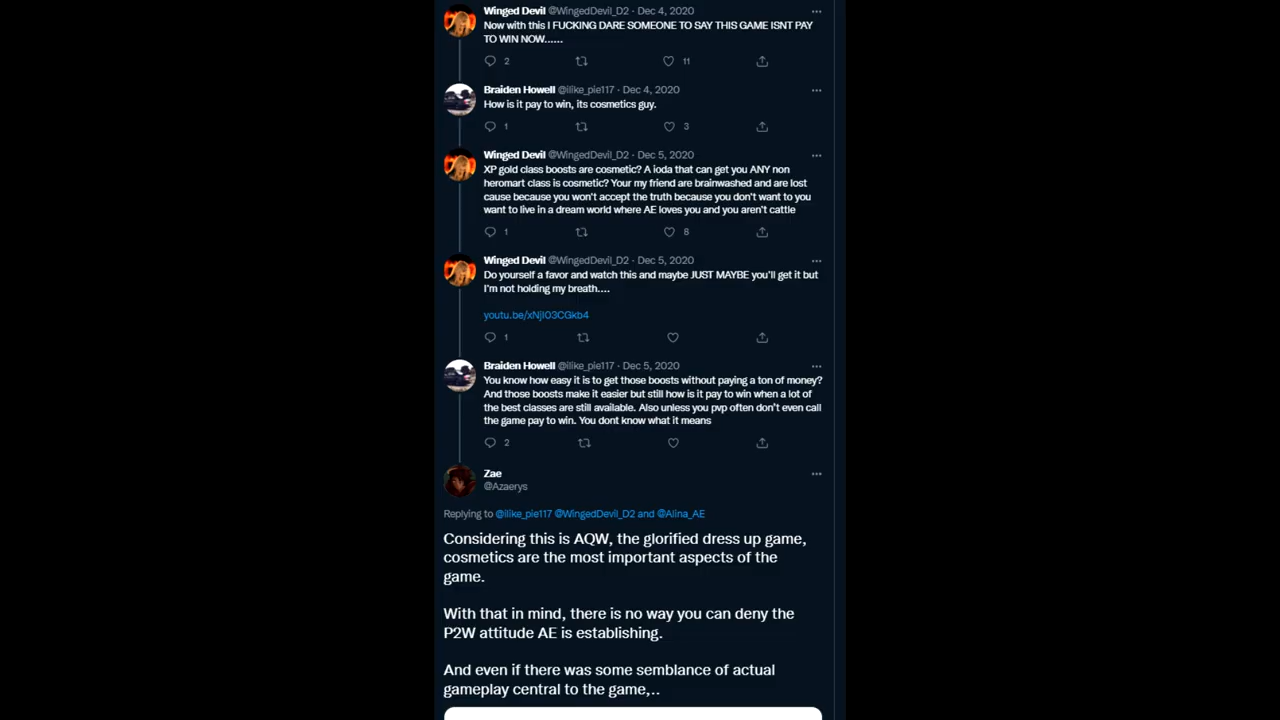 Winged Devil @WingedDevil_D2 · Dec 4, 2020
Now with this I FUCKING DARE SOMEONE TO SAY THIS GAME ISNT PAY
TO WIN NOW......
2 11
Braiden Howell @ilike_pie117 · Dec 4, 2020
How is it pay to win, its cosmetics guy.
1 3
Winged Devil @WingedDevil_D2 · Dec 5, 2020
XP gold class boosts are cosmetic? A ioda that can get you ANY non
heromart class is cosmetic? Your my friend are brainwashed and are lost
cause because you won't accept the truth because you don't want to you
want to live in a dream world where AE loves you and you aren't cattle
1 8
Winged Devil @WingedDevil_D2 · Dec 5, 2020
Do yourself a favor and watch this and maybe JUST MAYBE you'll get it but
I'm not holding my breath....
youtu.be/xNjI03CGkb4
1
Braiden Howell @ilike_pie117 · Dec 5, 2020
You know how easy it is to get those boosts without paying a ton of money?
And those boosts make it easier but still how is it pay to win when a lot of
the best classes are still available. Also unless you pvp often don't even call
the game pay to win. You dont know what it means
2
Zae
@Azaerys
Replying to @ilike_pie117 @WingedDevil_D2 and @Alina_AE
Considering this is AQW, the glorified dress up game,
cosmetics are the most important aspects of the
game.
With that in mind, there is no way you can deny the
P2W attitude AE is establishing.
And even if there was some semblance of actual
gameplay central to the game,..